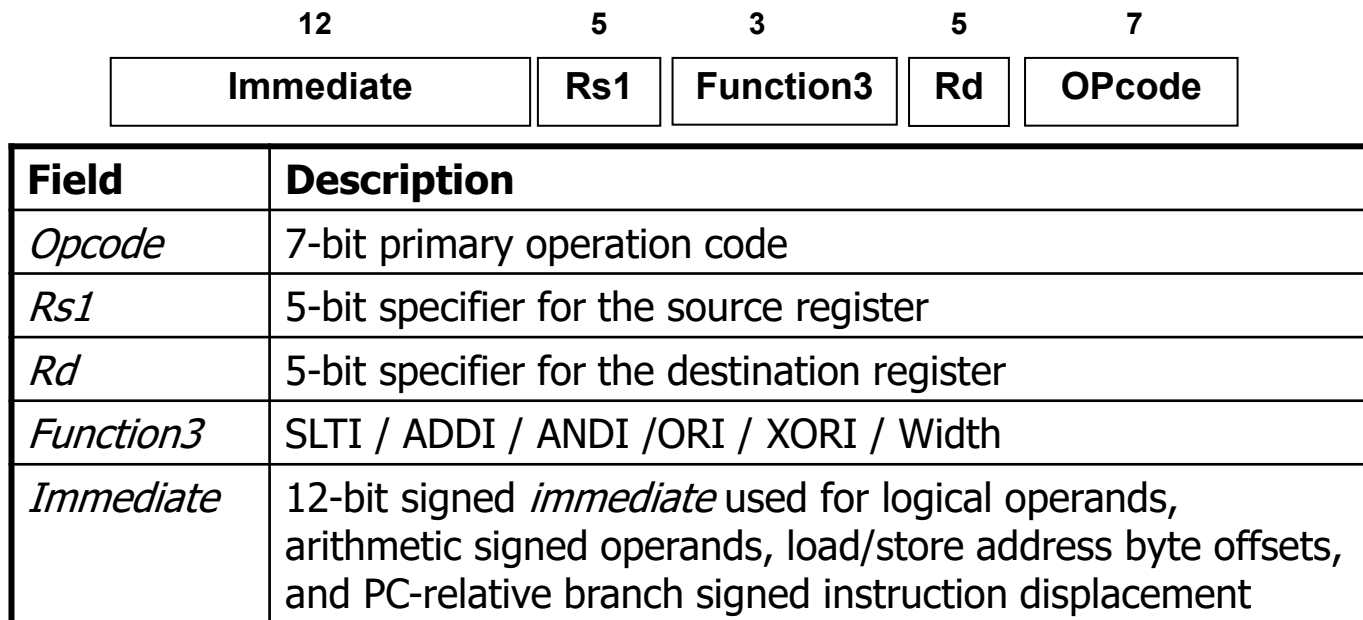 12 5 3 5 7
Immediate Rs1 Function3 Rd OPcode
Field Description
Opcode 7-bit primary operation code
Rs1 5-bit specifier for the source register
Rd 5-bit specifier for the destination register
Function3 SLTI / ADDI / ANDI /ORI / XORI / Width
Immediate 12-bit signed immediate used for logical operands,
arithmetic signed operands, load/store address byte offsets,
and PC-relative branch signed instruction displacement